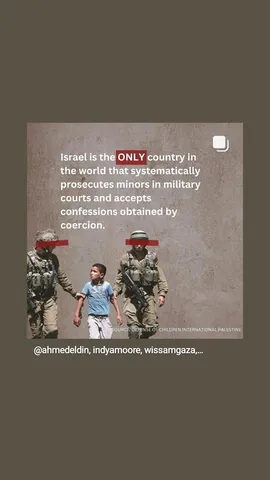 Israel is the ONLY country in
the world that systematically
prosecutes minors in military
courts and accepts
confessions obtained by
coercion.
SOURCE: DEFENSE OF CHILDREN INTERNATIONAL PALESTINE
@ahmedeldin, indyamoore, wissamgaza,...